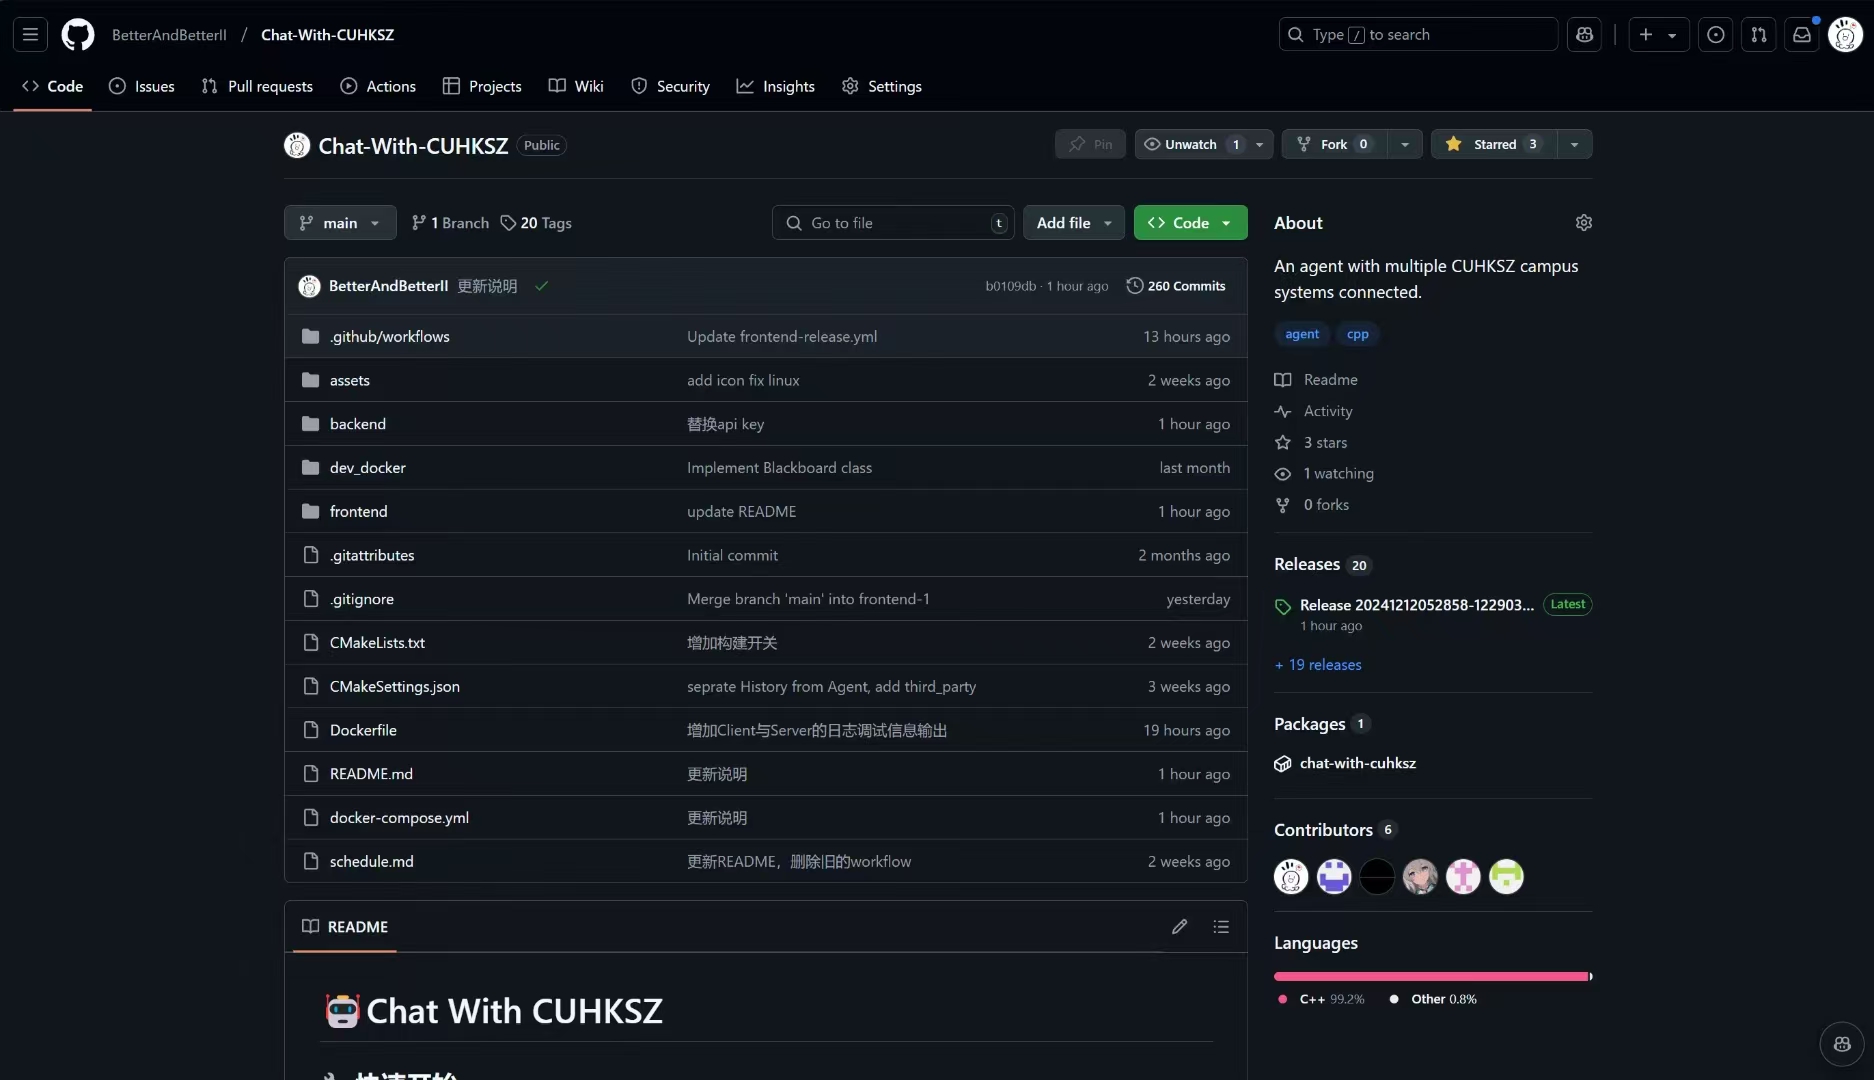 BetterAndBetterII / Chat-With-CUHKSZ
Type / to search
Code Issues Pull requests Actions Projects Wiki Security Insights Settings
Chat-With-CUHKSZ Public
Pin Unwatch 1 Fork 0 Starred 3
main 1 Branch 20 Tags Go to file t Add file Code
BetterAndBetterII 更新说明 b0109db · 1 hour ago 260 Commits
.github/workflows Update frontend-release.yml 13 hours ago
assets add icon fix linux 2 weeks ago
backend 替换api key 1 hour ago
dev_docker Implement Blackboard class last month
frontend update README 1 hour ago
.gitattributes Initial commit 2 months ago
.gitignore Merge branch 'main' into frontend-1 yesterday
CMakeLists.txt 增加构建开关 2 weeks ago
CMakeSettings.json seprate History from Agent, add third_party 3 weeks ago
Dockerfile 增加Client与Server的日志调试信息输出 19 hours ago
README.md 更新说明 1 hour ago
docker-compose.yml 更新说明 1 hour ago
schedule.md 更新README，删除旧的workflow 2 weeks ago
README
Chat With CUHKSZ
快速开始
About
An agent with multiple CUHKSZ campus
systems connected.
agent cpp
Readme
Activity
3 stars
1 watching
0 forks
Releases 20
Release 20241212052858-122903... Latest
1 hour ago
+ 19 releases
Packages 1
chat-with-cuhksz
Contributors 6
Languages
C++ 99.2% Other 0.8%